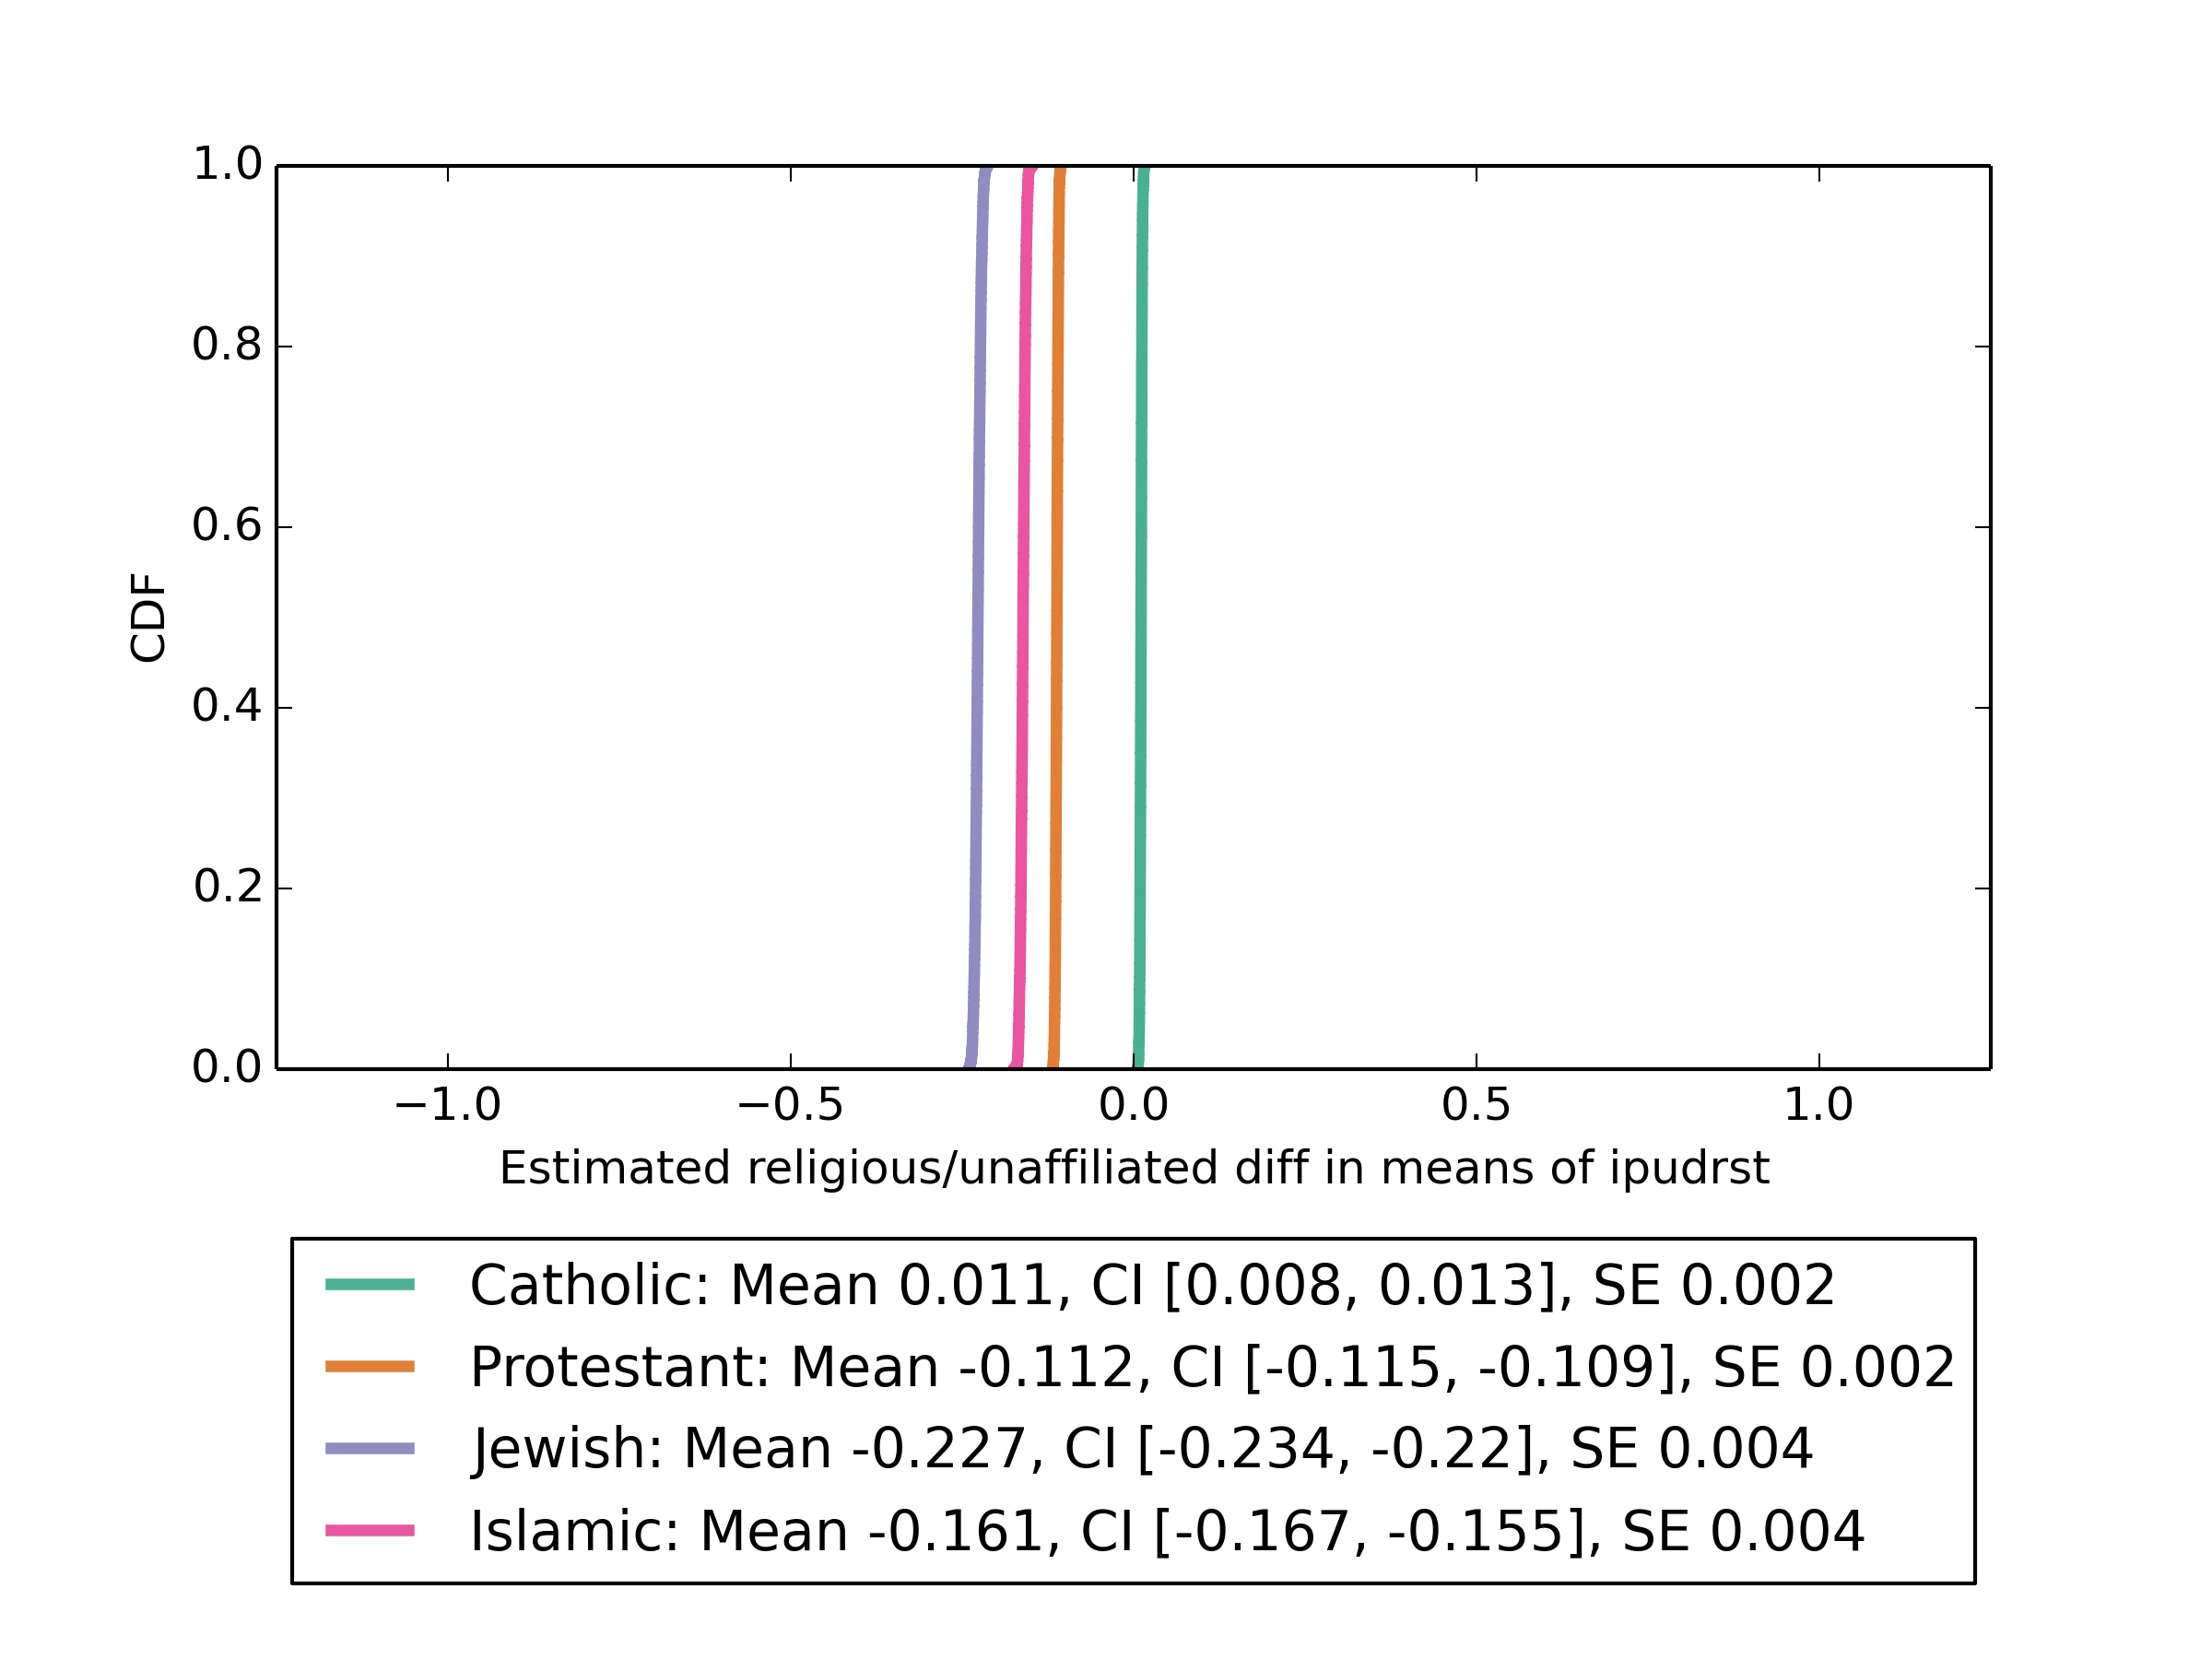 1.0
0.8
0.6
0.4
0.2
0.0
CDF
−1.0 −0.5 0.0 0.5 1.0
Estimated religious/unaffiliated diff in means of ipudrst
Catholic: Mean 0.011, CI [0.008, 0.013], SE 0.002
Protestant: Mean -0.112, CI [-0.115, -0.109], SE 0.002
Jewish: Mean -0.227, CI [-0.234, -0.22], SE 0.004
Islamic: Mean -0.161, CI [-0.167, -0.155], SE 0.004